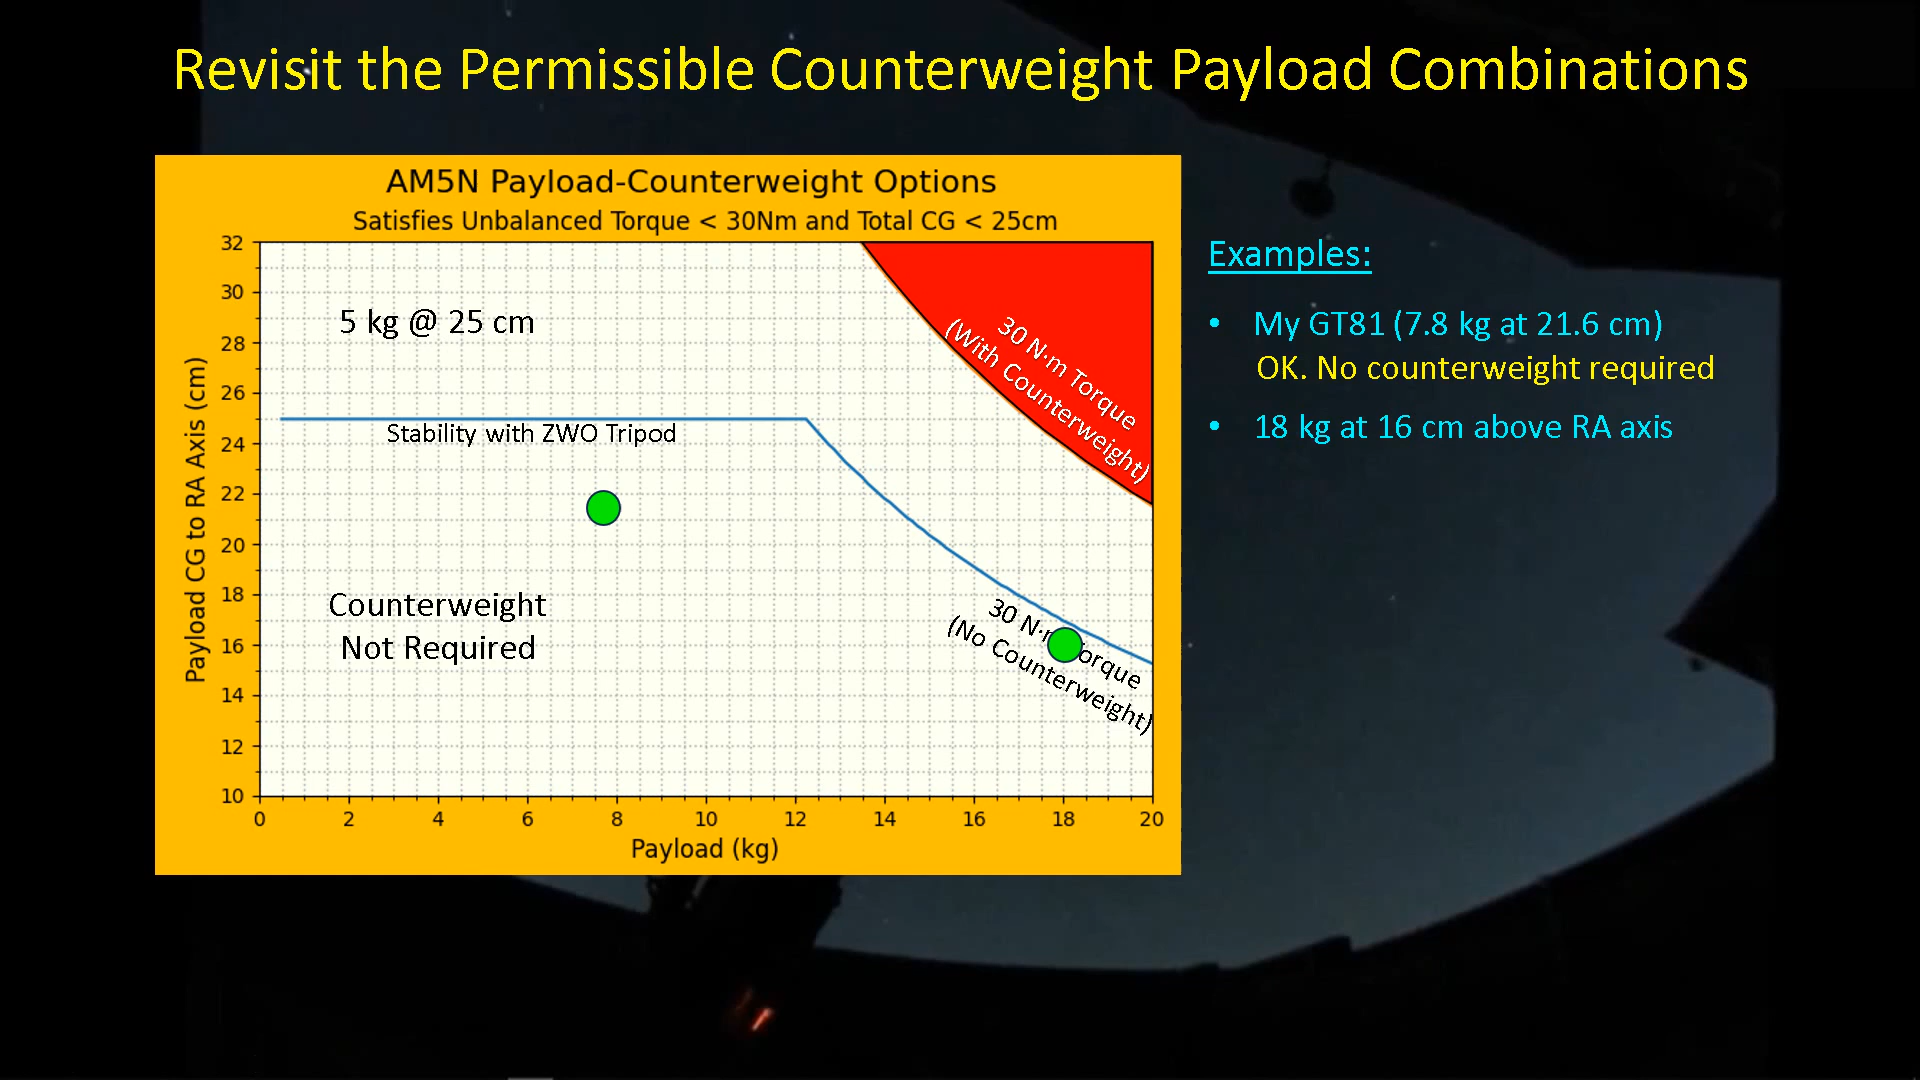 Revisit the Permissible Counterweight Payload Combinations
AM5N Payload-Counterweight Options
Satisfies Unbalanced Torque < 30Nm and Total CG < 25cm
32
30
28
26
24
22
20
18
16
14
12
10
Payload CG to RA Axis (cm)
5 kg @ 25 cm
30 N·m Torque
(With Counterweight)
Stability with ZWO Tripod
Counterweight
Not Required
30 N·m Torque
(No Counterweight)
0 2 4 6 8 10 12 14 16 18 20
Payload (kg)
Examples:
• My GT81 (7.8 kg at 21.6 cm)
OK. No counterweight required
• 18 kg at 16 cm above RA axis